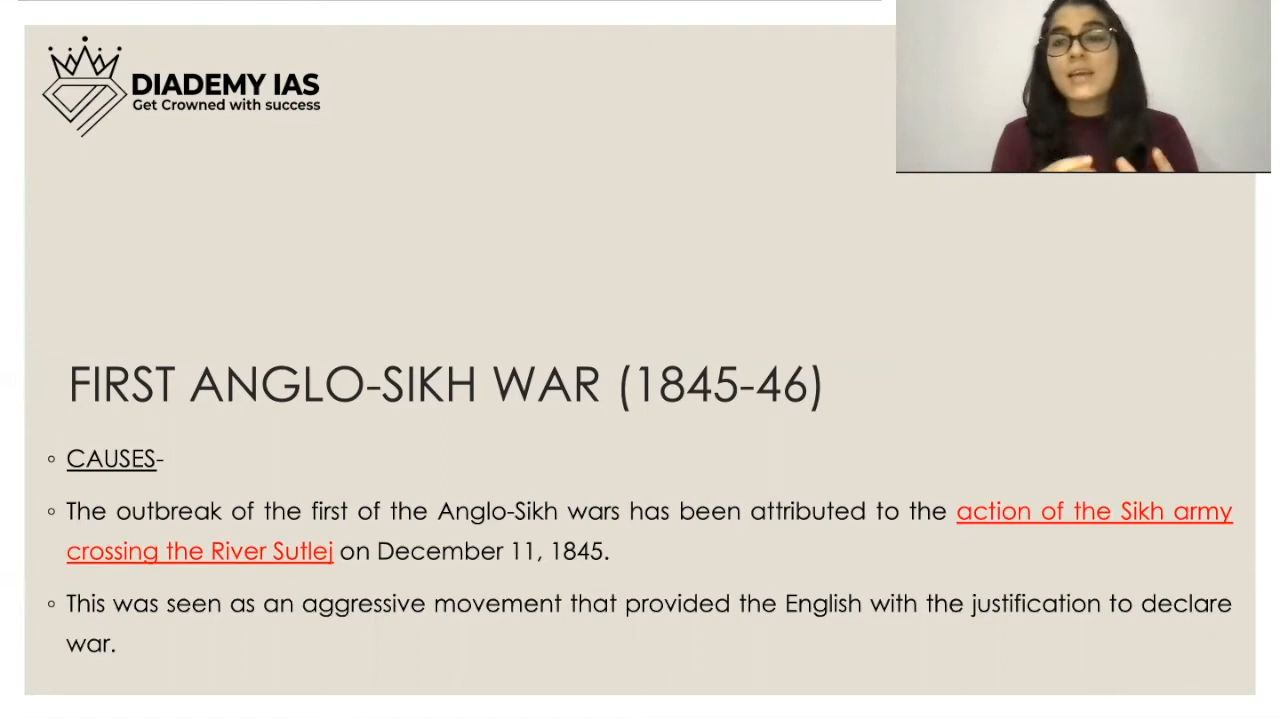 DIADEMY IAS
Get Crowned with success
FIRST ANGLO-SIKH WAR (1845-46)
◦ CAUSES-
◦ The outbreak of the first of the Anglo-Sikh wars has been attributed to the action of the Sikh army
crossing the River Sutlej on December 11, 1845.
◦ This was seen as an aggressive movement that provided the English with the justification to declare
war.